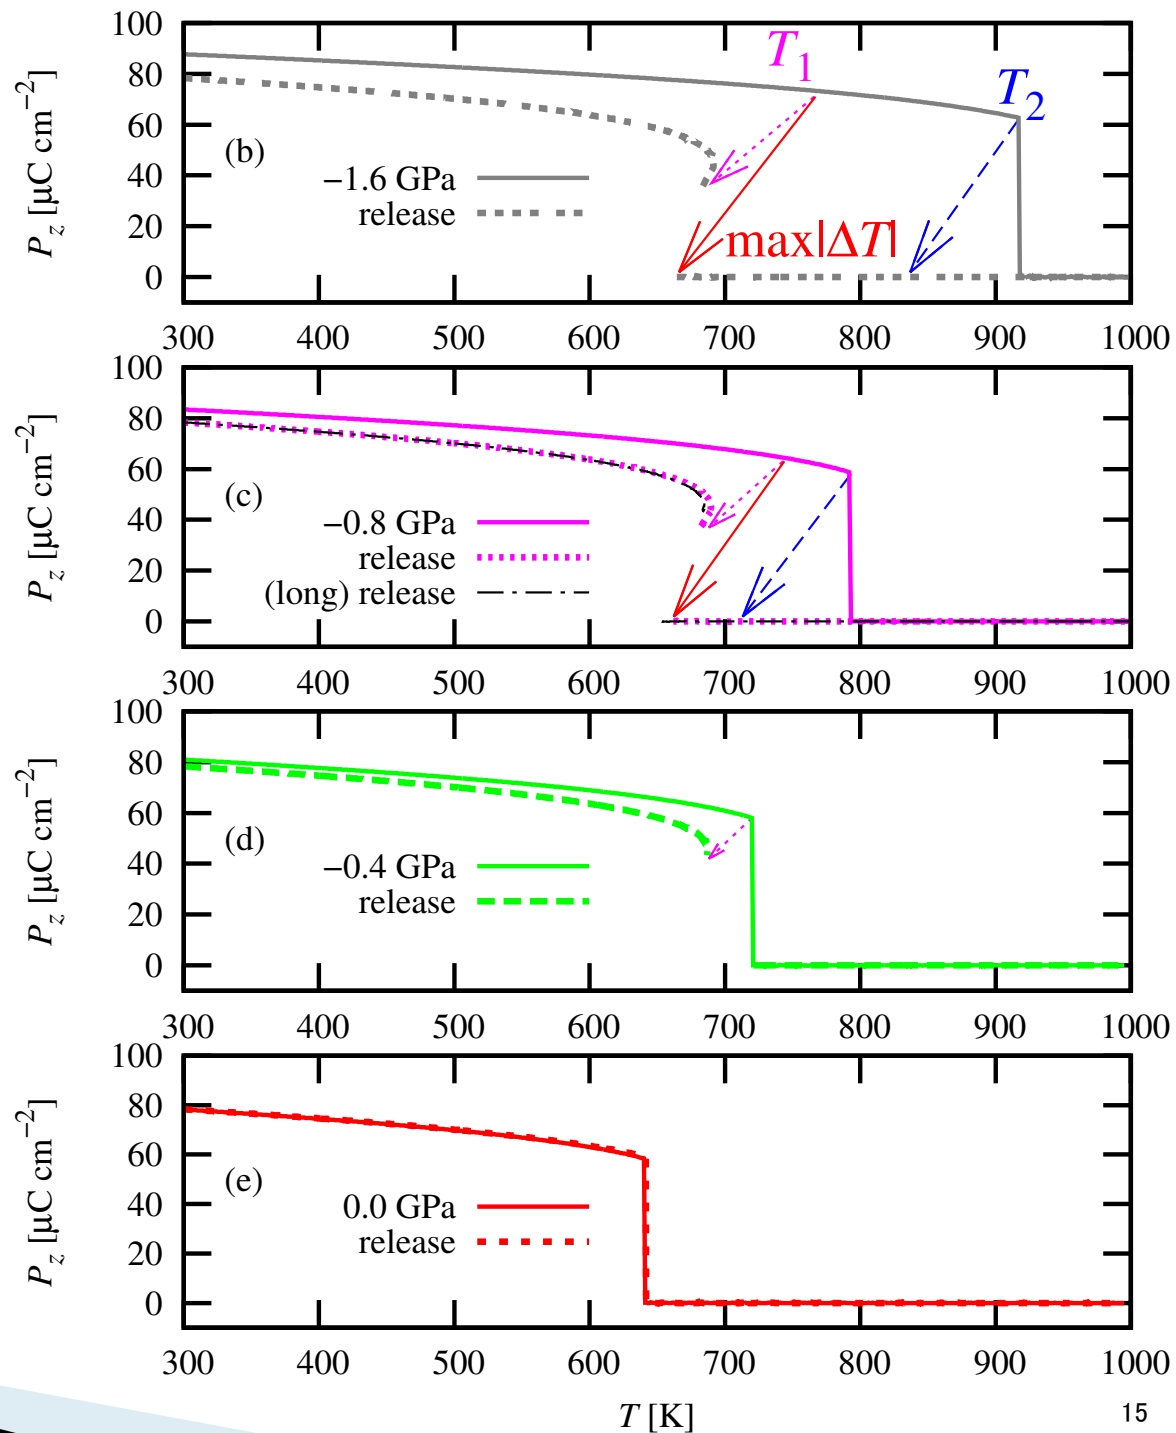 100
80
60
40
20
0
P_z [μC cm⁻²]
(b)
T₁
T₂
−1.6 GPa
release
max|ΔT|
300 400 500 600 700 800 900 1000
100
80
60
40
20
0
P_z [μC cm⁻²]
(c)
−0.8 GPa
release
(long) release
300 400 500 600 700 800 900 1000
100
80
60
40
20
0
P_z [μC cm⁻²]
(d)
−0.4 GPa
release
300 400 500 600 700 800 900 1000
100
80
60
40
20
0
P_z [μC cm⁻²]
(e)
0.0 GPa
release
300 400 500 600 700 800 900 1000
T [K]
15